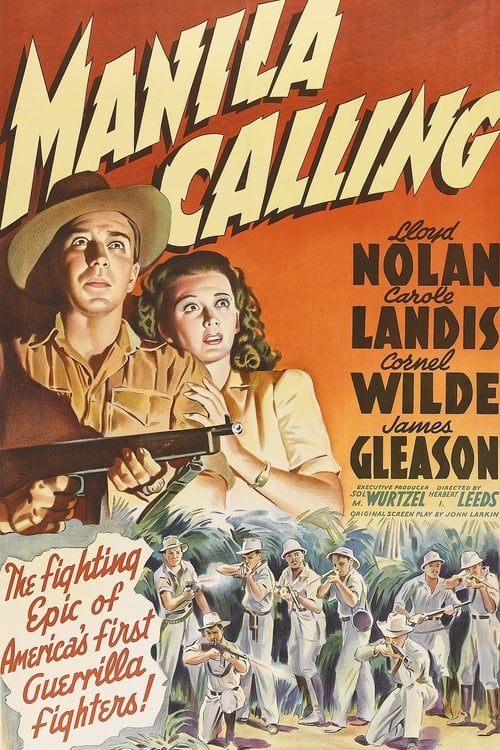 MANILA
CALLING
Lloyd
NOLAN
Carole
LANDIS
Cornel
WILDE
James
GLEASON
EXECUTIVE PRODUCER DIRECTED BY
SOL M. WURTZEL HERBERT I. LEEDS
ORIGINAL SCREEN PLAY BY JOHN LARKIN
The fighting
Epic of
America's first
Guerrilla
fighters!